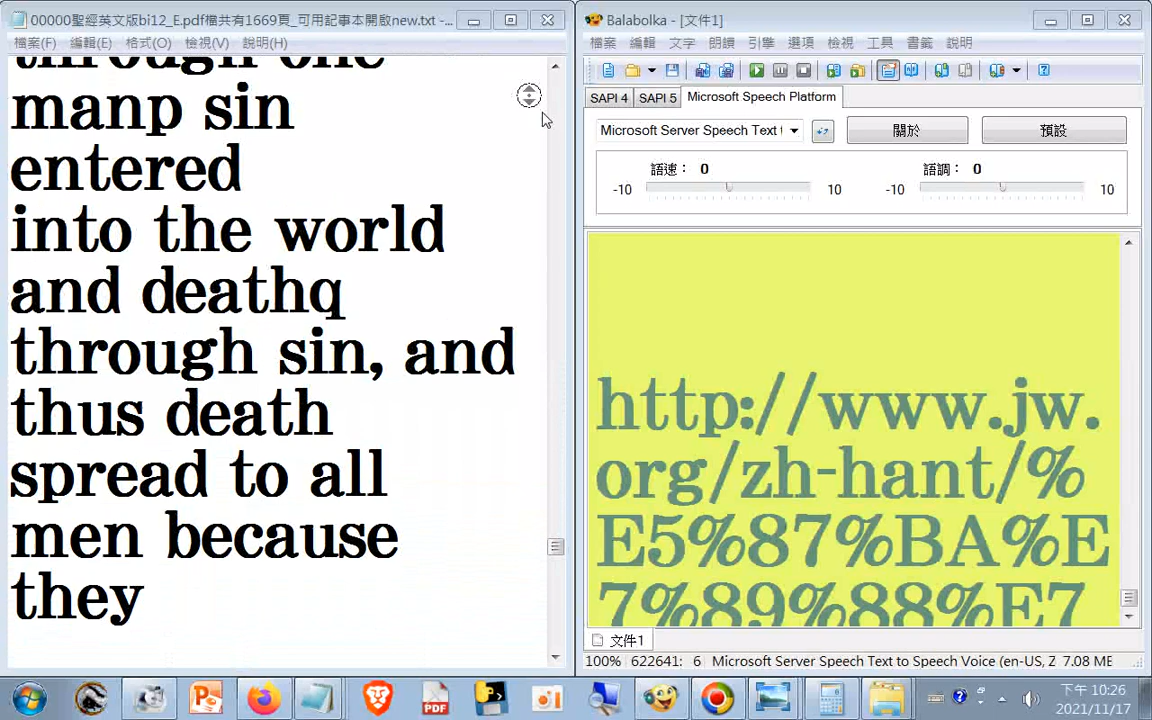 00000聖經英文版bi12_E.pdf檔共有1669頁_可用記事本開啟new.txt -...
檔案(F) 編輯(E) 格式(O) 檢視(V) 說明(H)
through one
manp sin
entered
into the world
and deathq
through sin, and
thus death
spread to all
men because
they
Balabolka - [文件1]
檔案 編輯 文字 朗讀 引擎 選項 檢視 工具 書籤 說明
SAPI 4 SAPI 5 Microsoft Speech Platform
Microsoft Server Speech Text 關於 預設
語速： 0 語調： 0
-10 10 -10 10
http://www.jw.
org/zh-hant/%
E5%87%BA%E
7%89%88%E7
文件1
100% 622641: 6 Microsoft Server Speech Text to Speech Voice (en-US, Z 7.08 ME
PDF
下午 10:26
2021/11/17